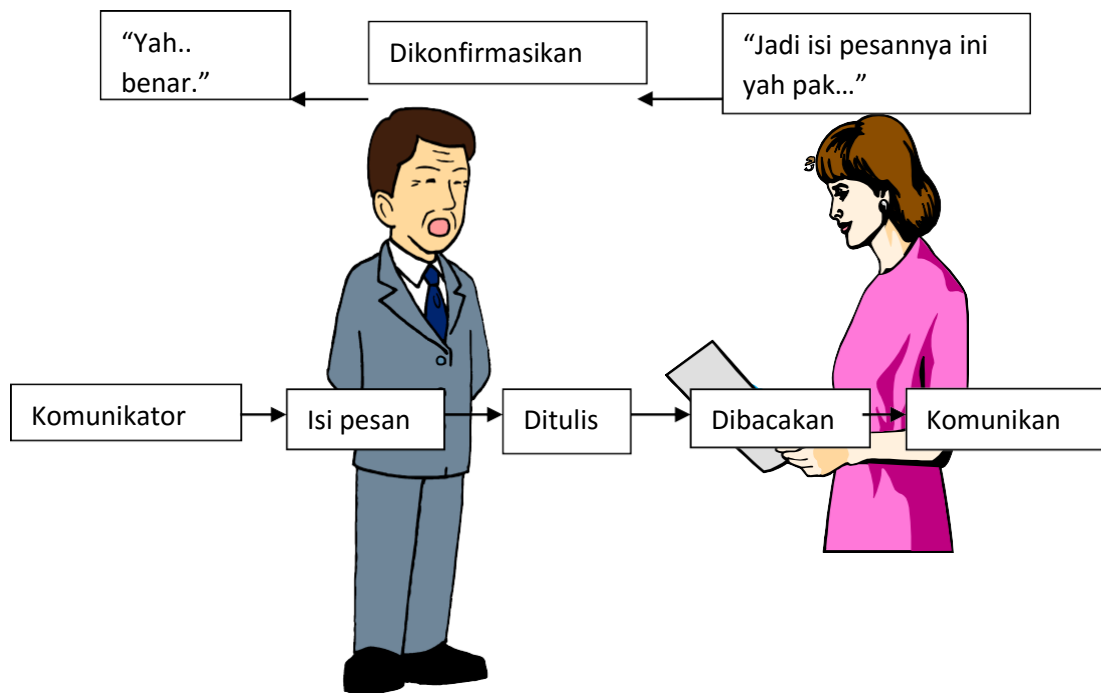 “Yah..
benar.”
Dikonfirmasikan
“Jadi isi pesannya ini
yah pak…”
Komunikator
Isi pesan
Ditulis
Dibacakan
Komunikan